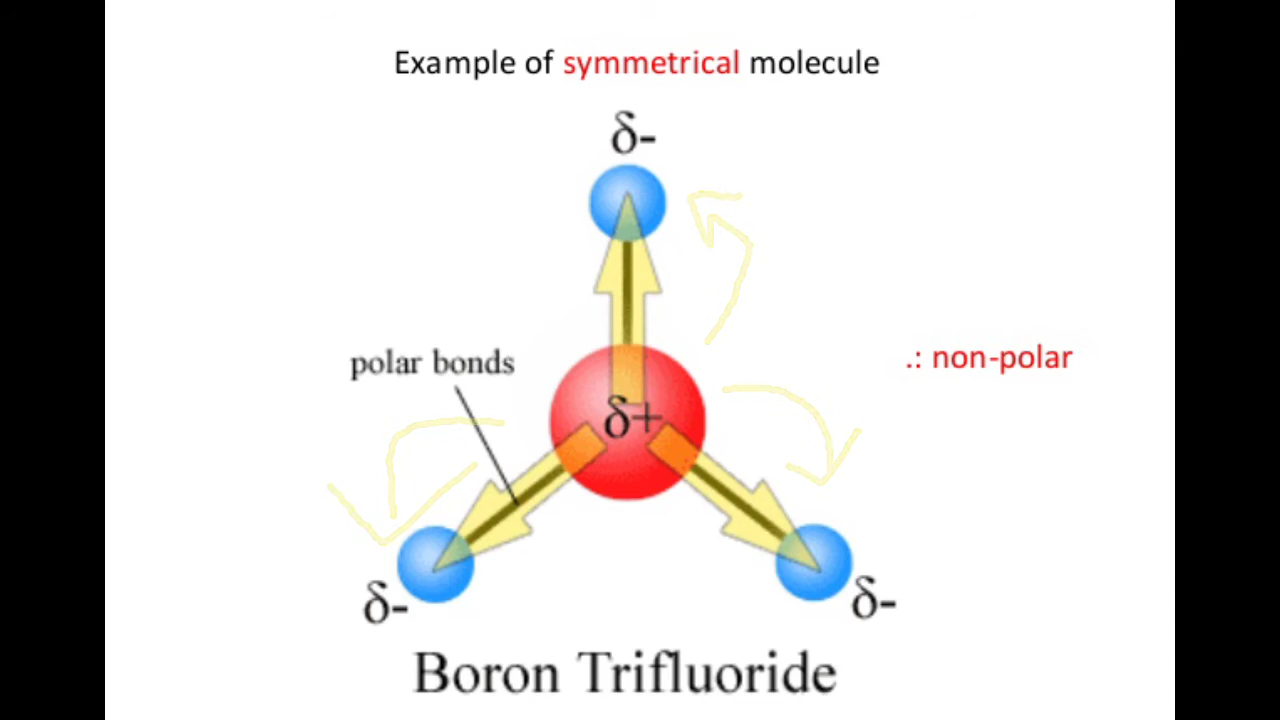 Example of symmetrical molecule
δ-
polar bonds
.: non-polar
δ+
δ-
δ-
Boron Trifluoride